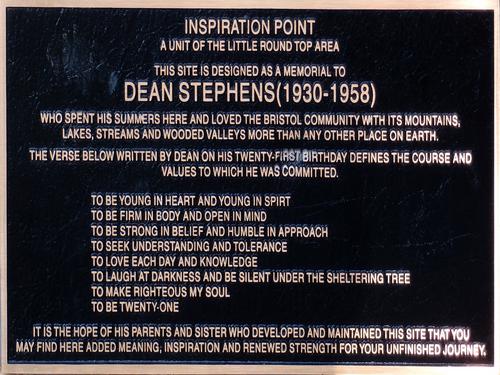 INSPIRATION POINT
A UNIT OF THE LITTLE ROUND TOP AREA
THIS SITE IS DESIGNED AS A MEMORIAL TO
DEAN STEPHENS(1930-1958)
WHO SPENT HIS SUMMERS HERE AND LOVED THE BRISTOL COMMUNITY WITH ITS MOUNTAINS,
LAKES, STREAMS AND WOODED VALLEYS MORE THAN ANY OTHER PLACE ON EARTH.
THE VERSE BELOW WRITTEN BY DEAN ON HIS TWENTY-FIRST BIRTHDAY DEFINES THE COURSE AND
VALUES TO WHICH HE WAS COMMITTED.
TO BE YOUNG IN HEART AND YOUNG IN SPIRT
TO BE FIRM IN BODY AND OPEN IN MIND
TO BE STRONG IN BELIEF AND HUMBLE IN APPROACH
TO SEEK UNDERSTANDING AND TOLERANCE
TO LOVE EACH DAY AND KNOWLEDGE
TO LAUGH AT DARKNESS AND BE SILENT UNDER THE SHELTERING TREE
TO MAKE RIGHTEOUS MY SOUL
TO BE TWENTY-ONE
IT IS THE HOPE OF HIS PARENTS AND SISTER WHO DEVELOPED AND MAINTAINED THIS SITE THAT YOU
MAY FIND HERE ADDED MEANING, INSPIRATION AND RENEWED STRENGTH FOR YOUR UNFINISHED JOURNEY.